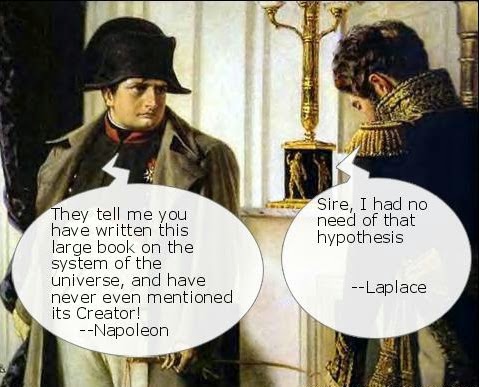 They tell me you
have written this
large book on the
system of the
universe, and have
never even mentioned
its Creator!
--Napoleon
Sire, I had no
need of that
hypothesis
--Laplace